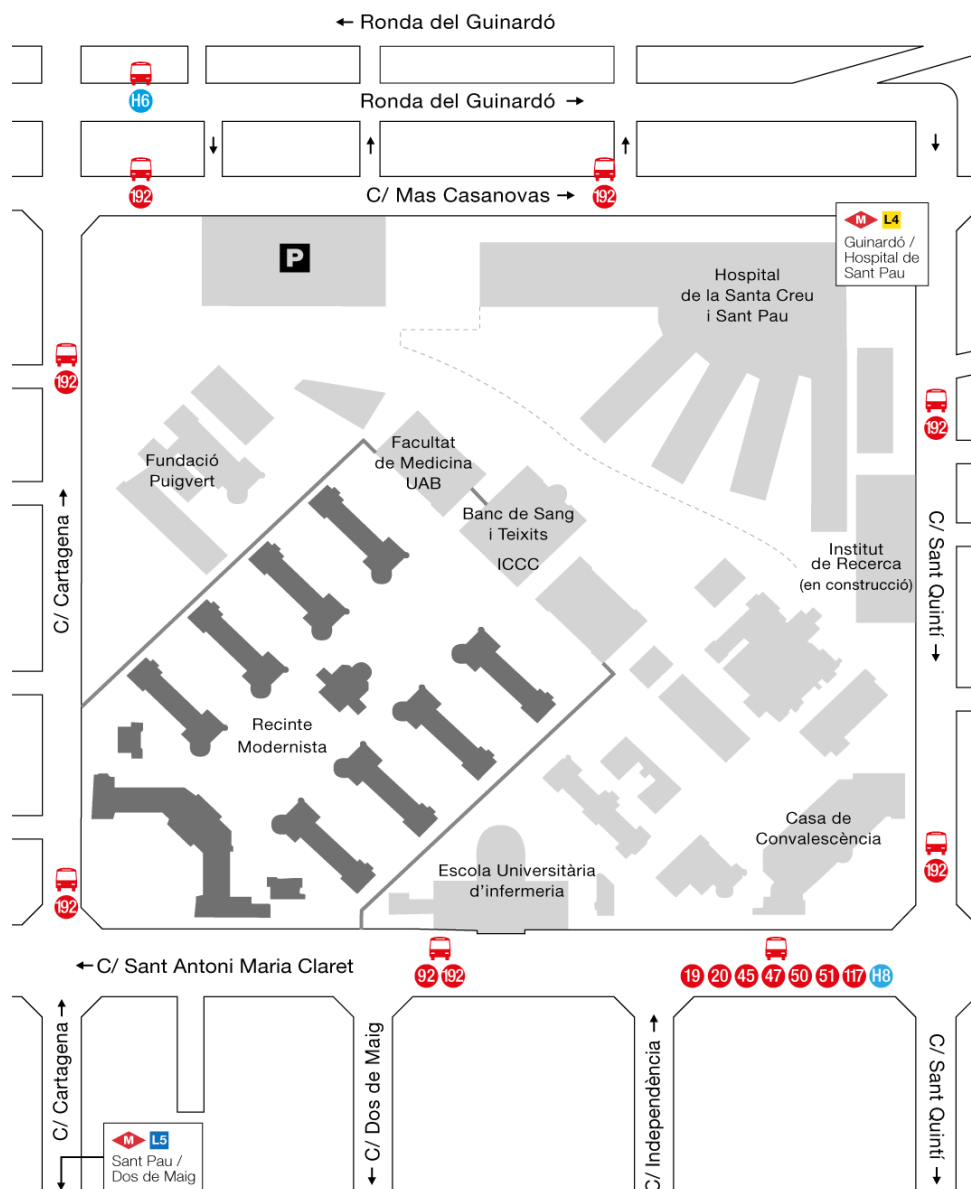 ← Ronda del Guinardó
H6
Ronda del Guinardó →
192
192
C/ Mas Casanovas →
P
M L4
Guinardó /
Hospital de
Sant Pau
Hospital
de la Santa Creu
i Sant Pau
192
192
Facultat
de Medicina
UAB
Fundació
Puigvert
Banc de Sang
i Teixits
ICCC
C/ Cartagena →
C/ Sant Quintí →
Institut
de Recerca
(en construcció)
Recinte
Modernista
Casa de
Convalescència
192
192
Escola Universitària
d'infermeria
← C/ Sant Antoni Maria Claret
92 192
19 20 45 47 50 51 117 H8
C/ Cartagena →
← C/ Dos de Maig
C/ Independència →
C/ Sant Quintí →
M L5
Sant Pau /
Dos de Maig